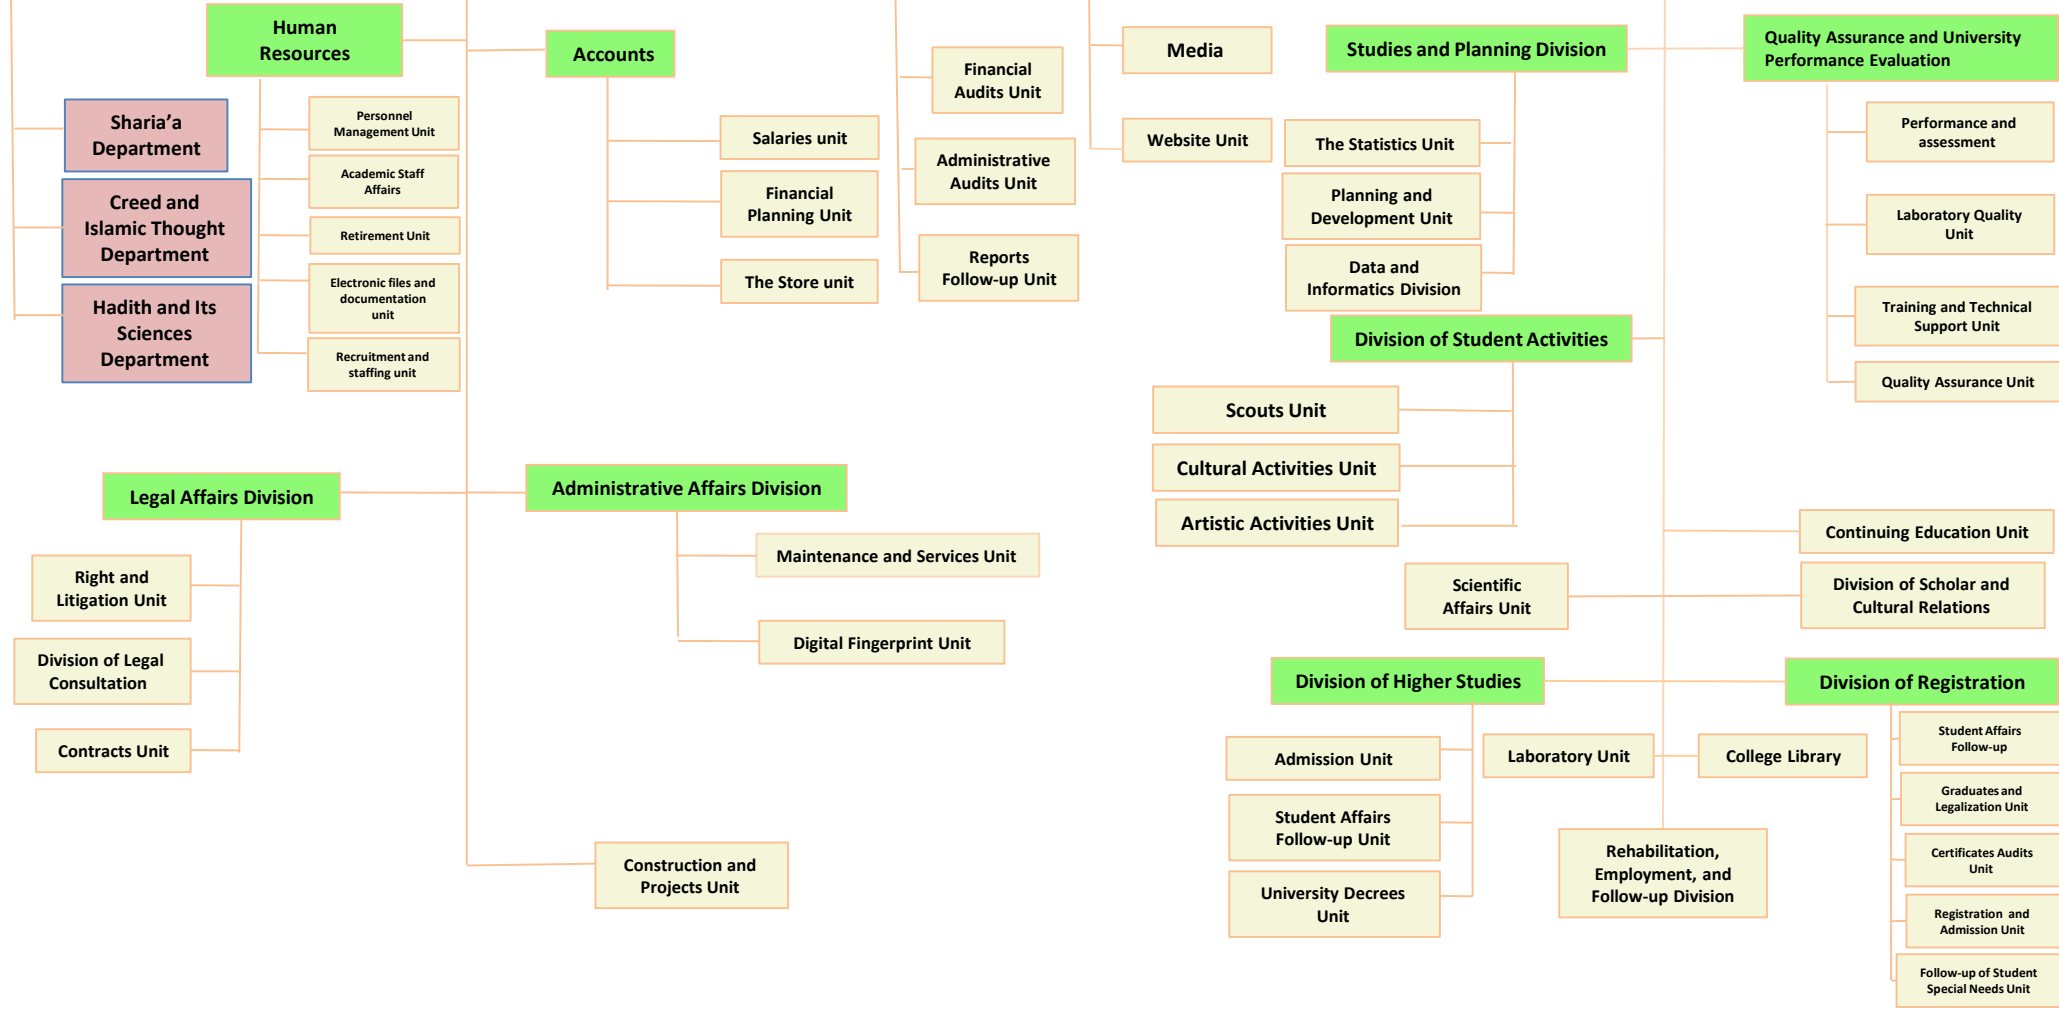 Human
Resources
Personnel
Management Unit
Academic Staff
Affairs
Retirement Unit
Electronic files and
documentation
unit
Recruitment and
staffing unit
Sharia’a
Department
Creed and
Islamic Thought
Department
Hadith and Its
Sciences
Department
Accounts
Salaries unit
Financial
Planning Unit
The Store unit
Financial
Audits Unit
Administrative
Audits Unit
Reports
Follow-up Unit
Media
Website Unit
Studies and Planning Division
The Statistics Unit
Planning and
Development Unit
Data and
Informatics Division
Quality Assurance and University
Performance Evaluation
Performance and
assessment
Laboratory Quality
Unit
Training and Technical
Support Unit
Quality Assurance Unit
Division of Student Activities
Scouts Unit
Cultural Activities Unit
Artistic Activities Unit
Legal Affairs Division
Right and
Litigation Unit
Division of Legal
Consultation
Contracts Unit
Administrative Affairs Division
Maintenance and Services Unit
Digital Fingerprint Unit
Construction and
Projects Unit
Continuing Education Unit
Scientific
Affairs Unit
Division of Scholar and
Cultural Relations
Division of Higher Studies
Admission Unit
Student Affairs
Follow-up Unit
University Decrees
Unit
Laboratory Unit
College Library
Rehabilitation,
Employment, and
Follow-up Division
Division of Registration
Student Affairs
Follow-up
Graduates and
Legalization Unit
Certificates Audits
Unit
Registration and
Admission Unit
Follow-up of Student
Special Needs Unit